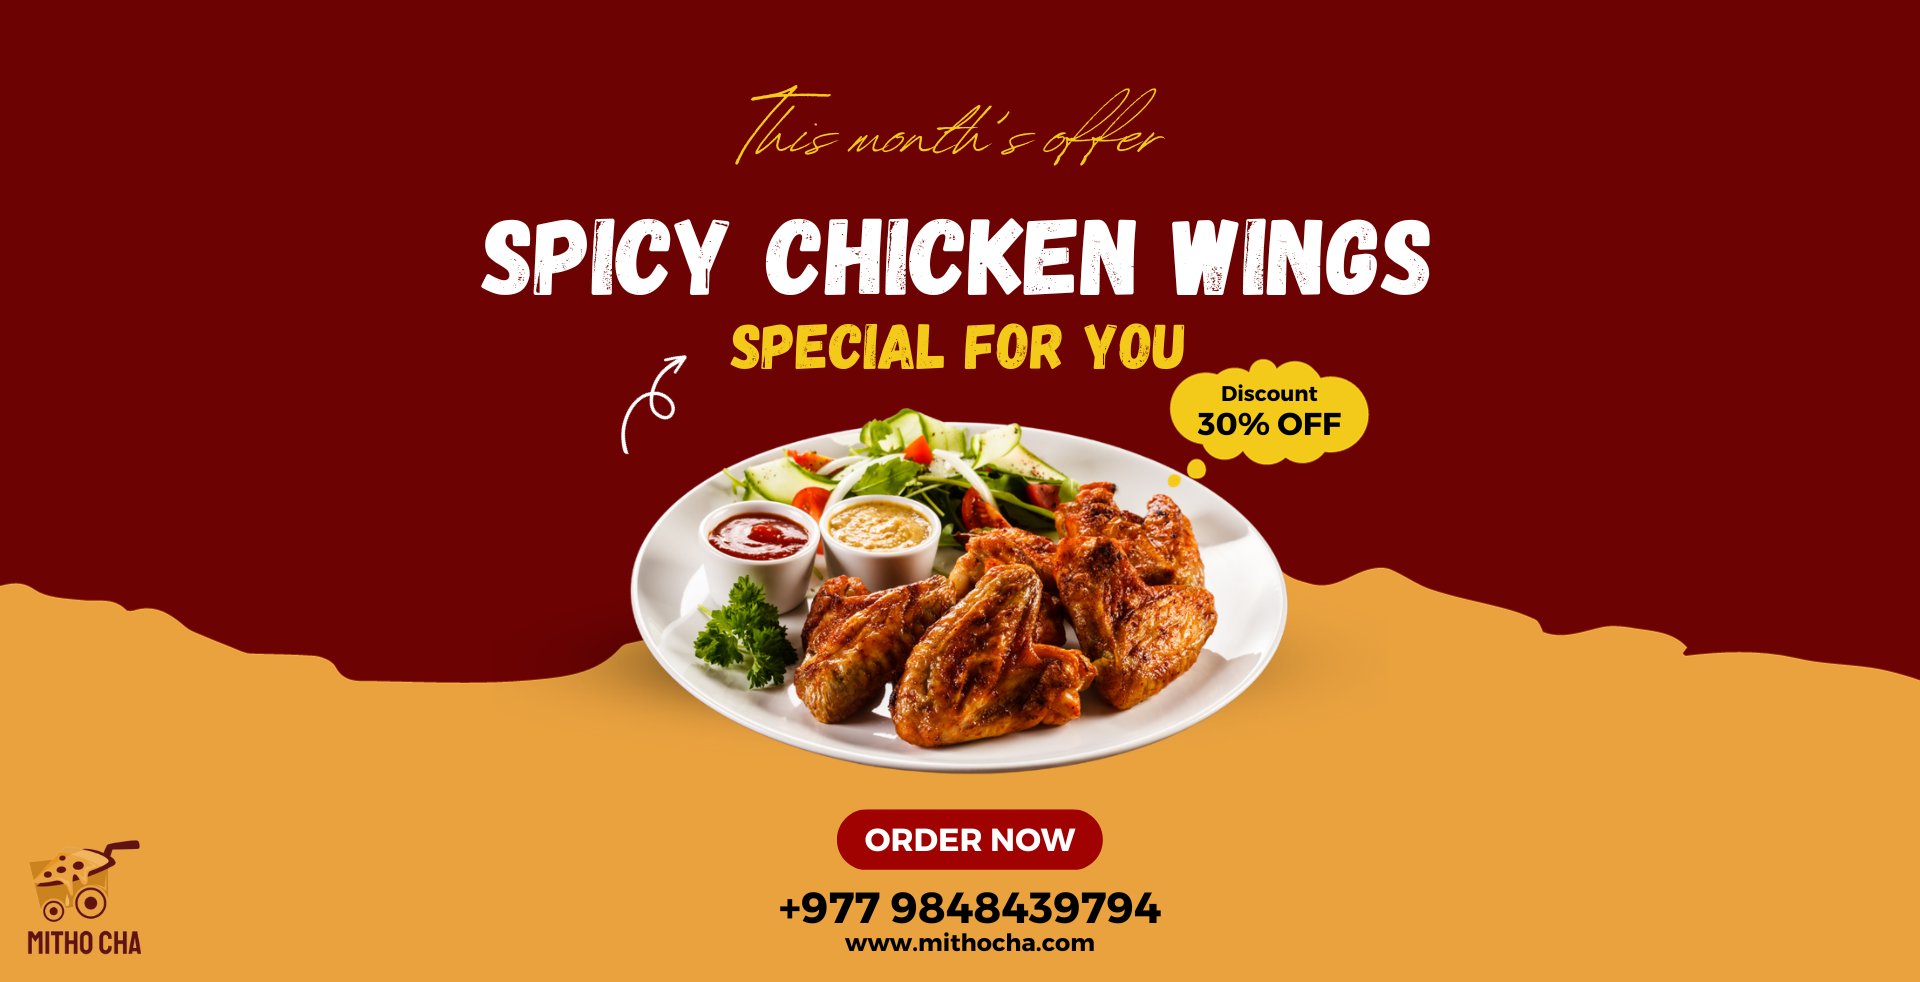 This month's offer
SPICY CHICKEN WINGS
SPECIAL FOR YOU
Discount
30% OFF
ORDER NOW
+977 9848439794
www.mithocha.com
MITHO CHA